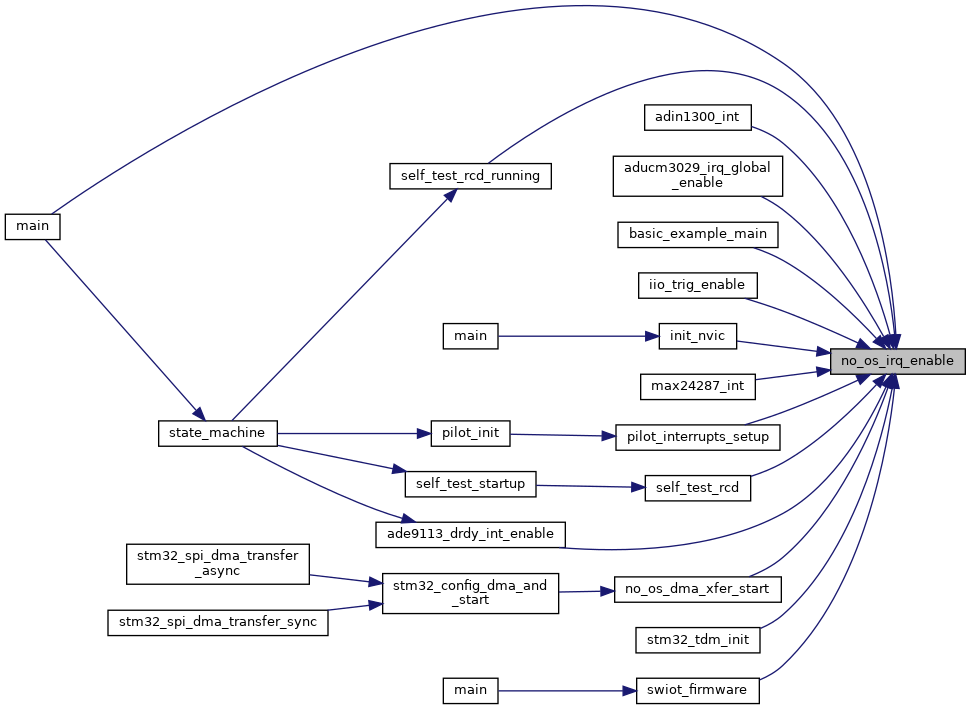 adin1300_int
aducm3029_irq_global
_enable
self_test_rcd_running
main
basic_example_main
iio_trig_enable
main
init_nvic
no_os_irq_enable
max24287_int
state_machine
pilot_init
pilot_interrupts_setup
self_test_startup
self_test_rcd
ade9113_drdy_int_enable
stm32_spi_dma_transfer
_async
stm32_config_dma_and
_start
no_os_dma_xfer_start
stm32_spi_dma_transfer_sync
stm32_tdm_init
main
swiot_firmware